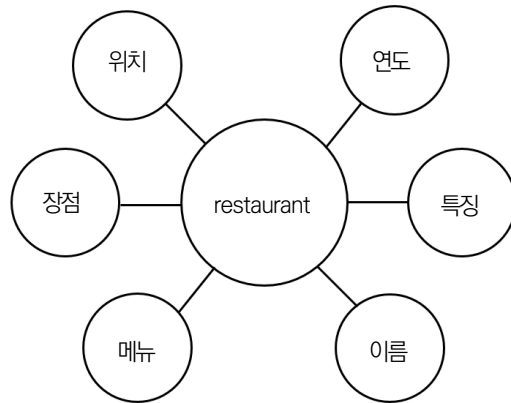 위치
연도
장점
restaurant
특징
메뉴
이름